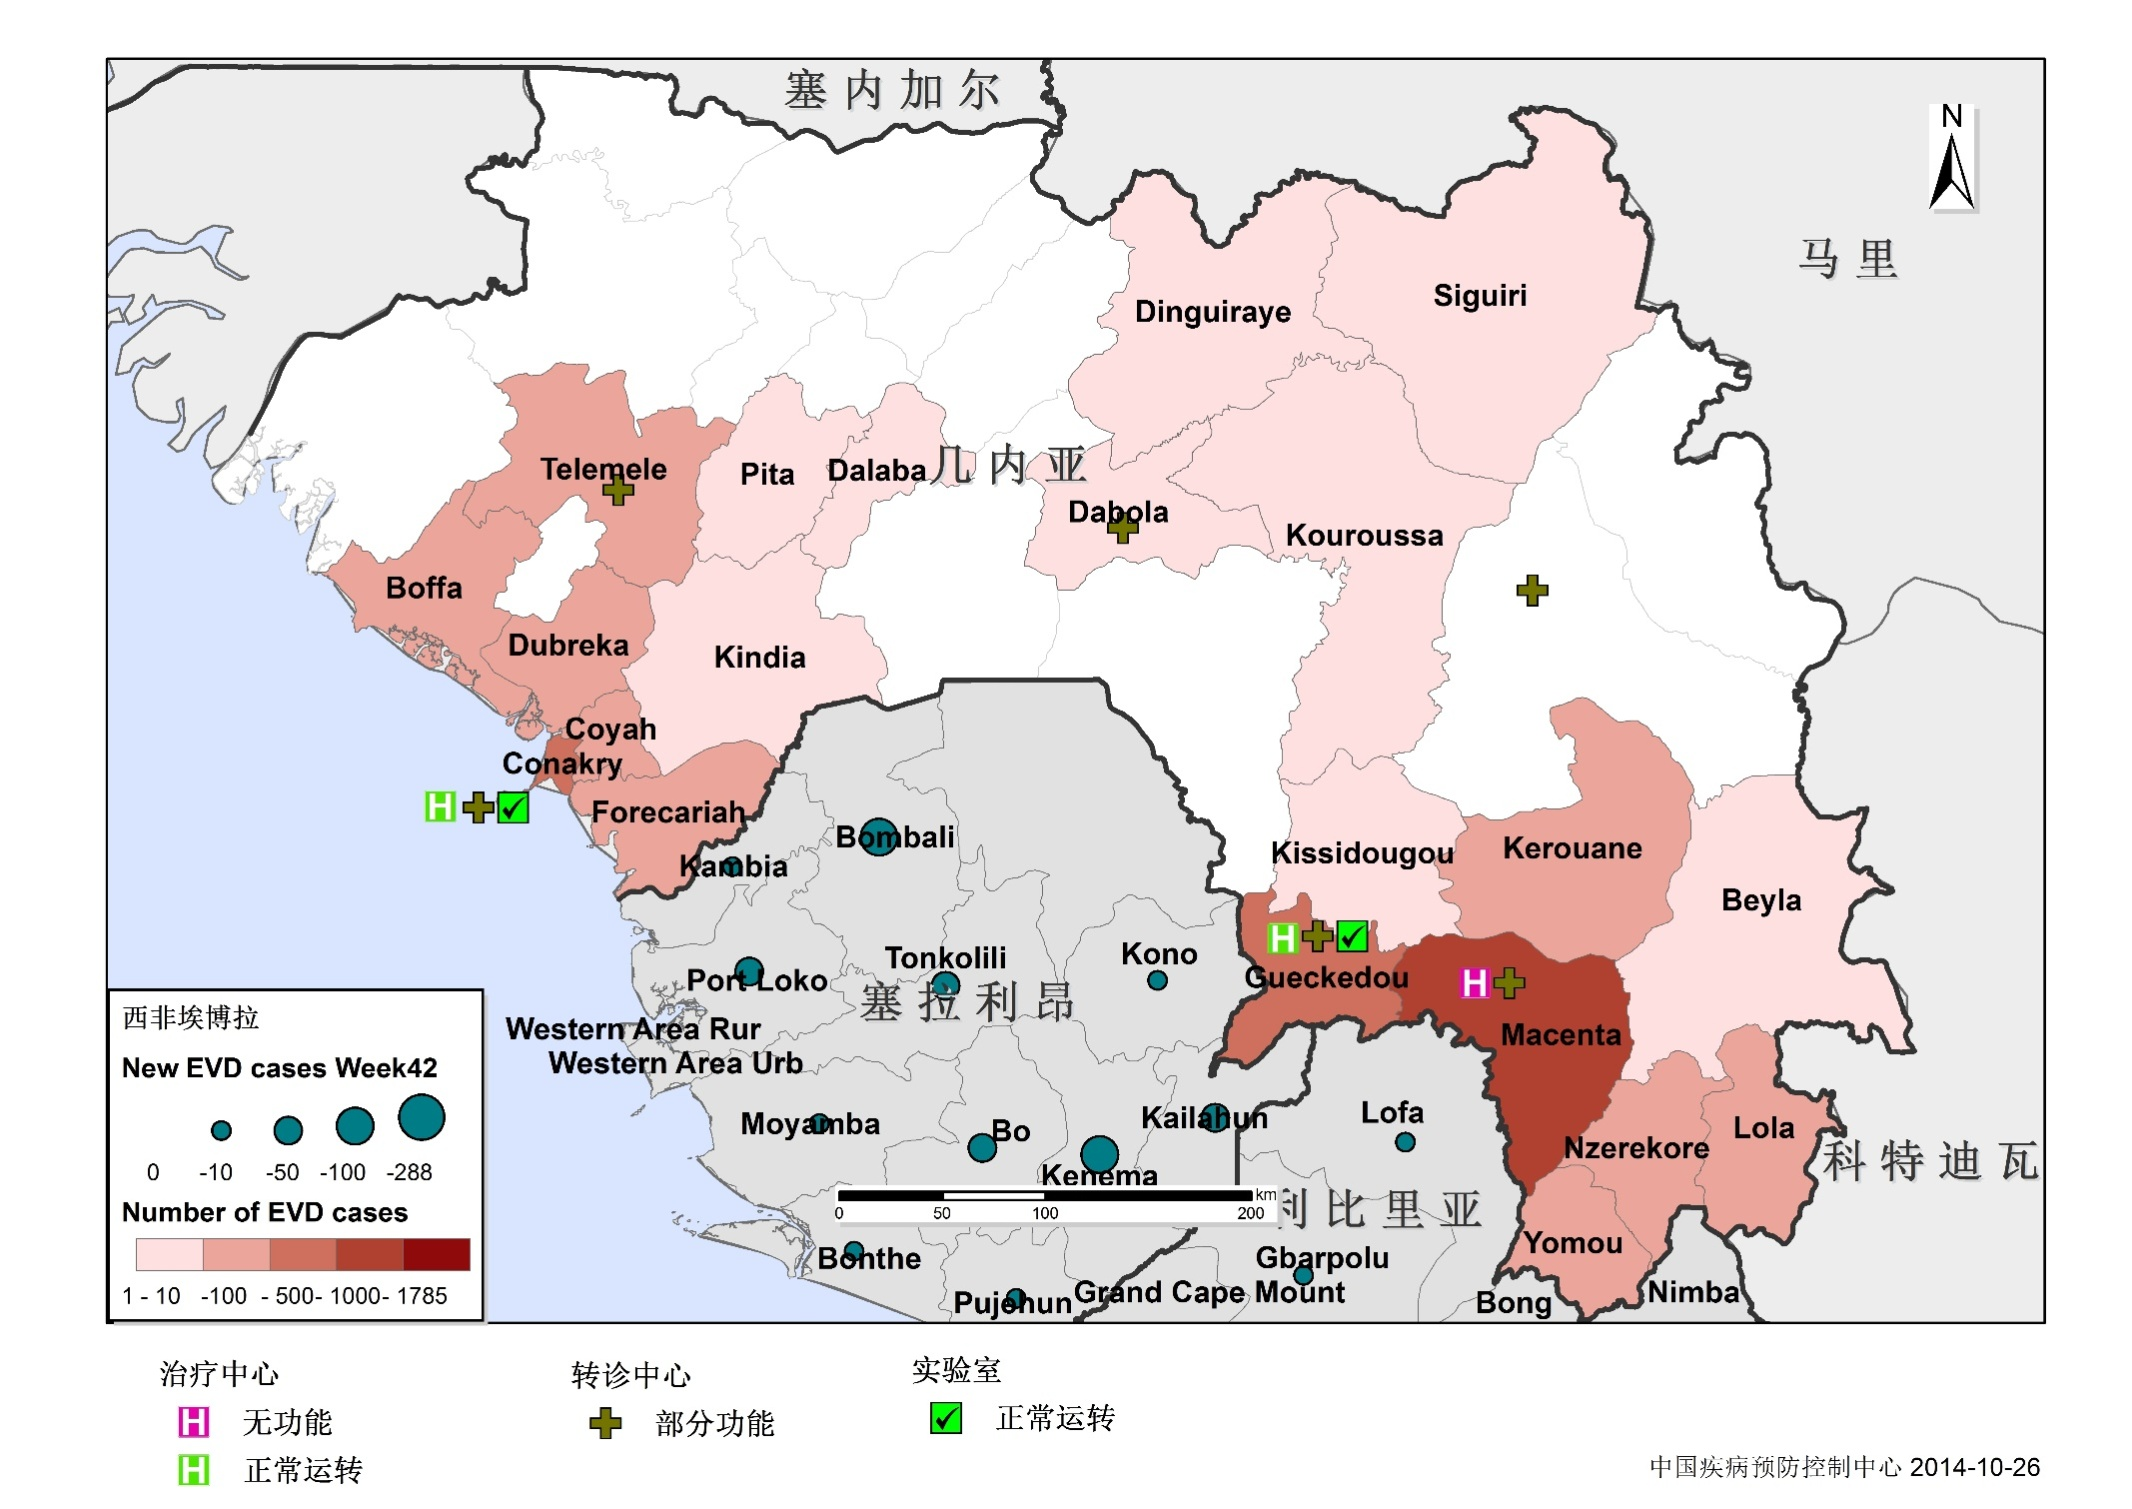 塞内加尔
N
马里
Siguiri
Dinguiraye
Telemele
Pita
Dalaba
几内亚
Dabola
Kouroussa
Boffa
Dubreka
Kindia
Coyah
Conakry
Forecariah
Kambia
Bombali
Kissidougou
Kerouane
Beyla
Tonkolili
Kono
Port Loko
Gueckedou
塞拉利昂
Western Area Rur
Western Area Urb
Macenta
Moyamba
Bo
Kailahun
Lofa
Nzerekore
Lola
科特迪瓦
Kenema
km
0 50 100 200
利比里亚
Bonthe
Gbarpolu
Yomou
Pujehun
Grand Cape Mount
Bong
Nimba
西非埃博拉
New EVD cases Week42
0 -10 -50 -100 -288
Number of EVD cases
1 - 10 -100 - 500- 1000- 1785
治疗中心
无功能
正常运转
转诊中心
部分功能
实验室
正常运转
中国疾病预防控制中心 2014-10-26